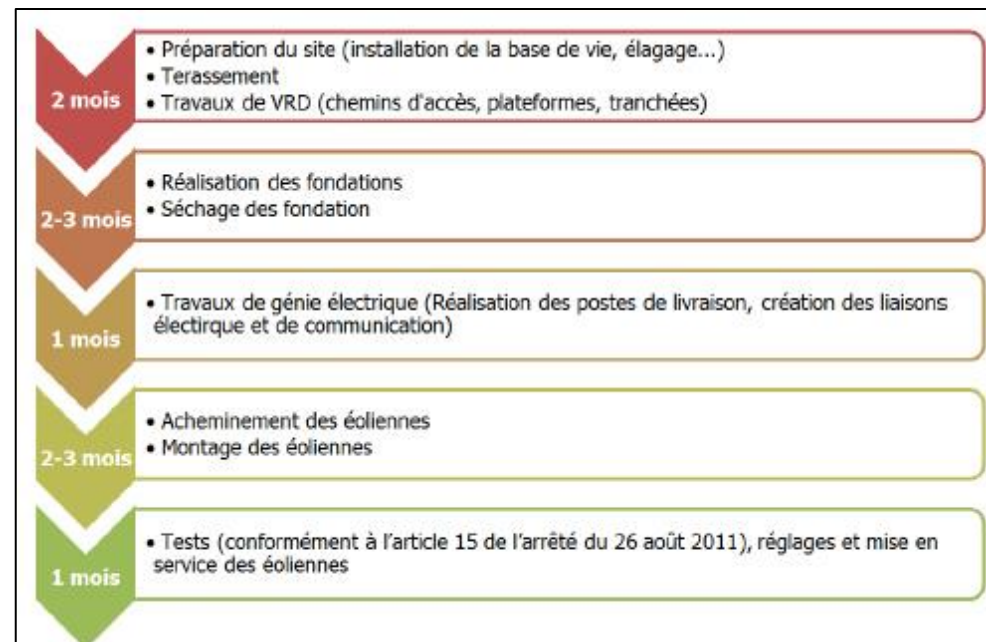 2 mois
• Préparation du site (installation de la base de vie, élagage...)
• Terassement
• Travaux de VRD (chemins d'accès, plateformes, tranchées)
2-3 mois
• Réalisation des fondations
• Séchage des fondation
1 mois
• Travaux de génie électrique (Réalisation des postes de livraison, création des liaisons
électirque et de communication)
2-3 mois
• Acheminement des éoliennes
• Montage des éoliennes
1 mois
• Tests (conformément à l'article 15 de l'arrêté du 26 août 2011), réglages et mise en
service des éoliennes